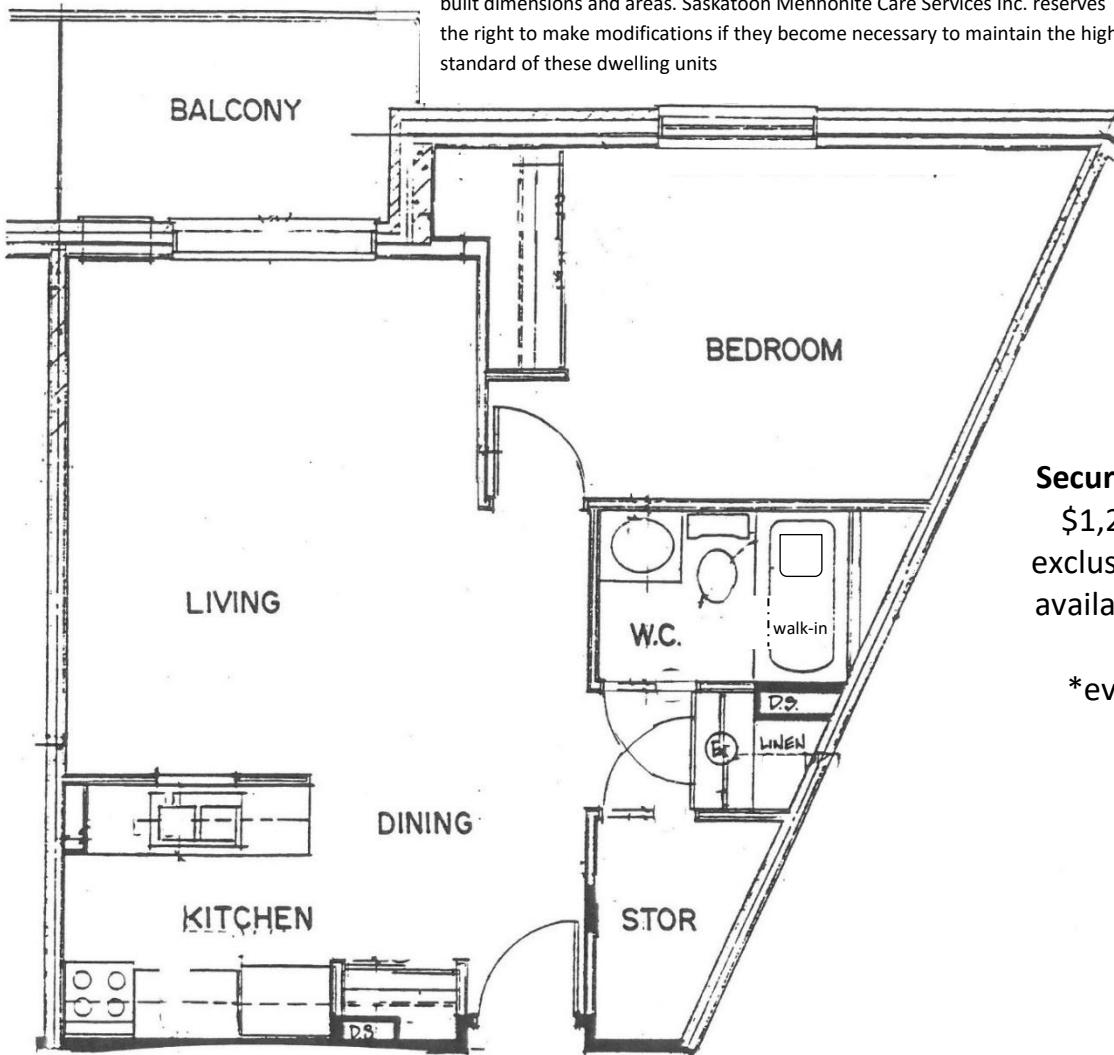 built dimensions and areas. Saskatoon Mennonite Care Services Inc. reserves
the right to make modifications if they become necessary to maintain the high
standard of these dwelling units
BALCONY
BEDROOM
LIVING
W.C.
walk-in
D.S.
LINEN
DINING
KITCHEN
STOR
D.S.
Secur
$1,2
exclus
availa
*ev